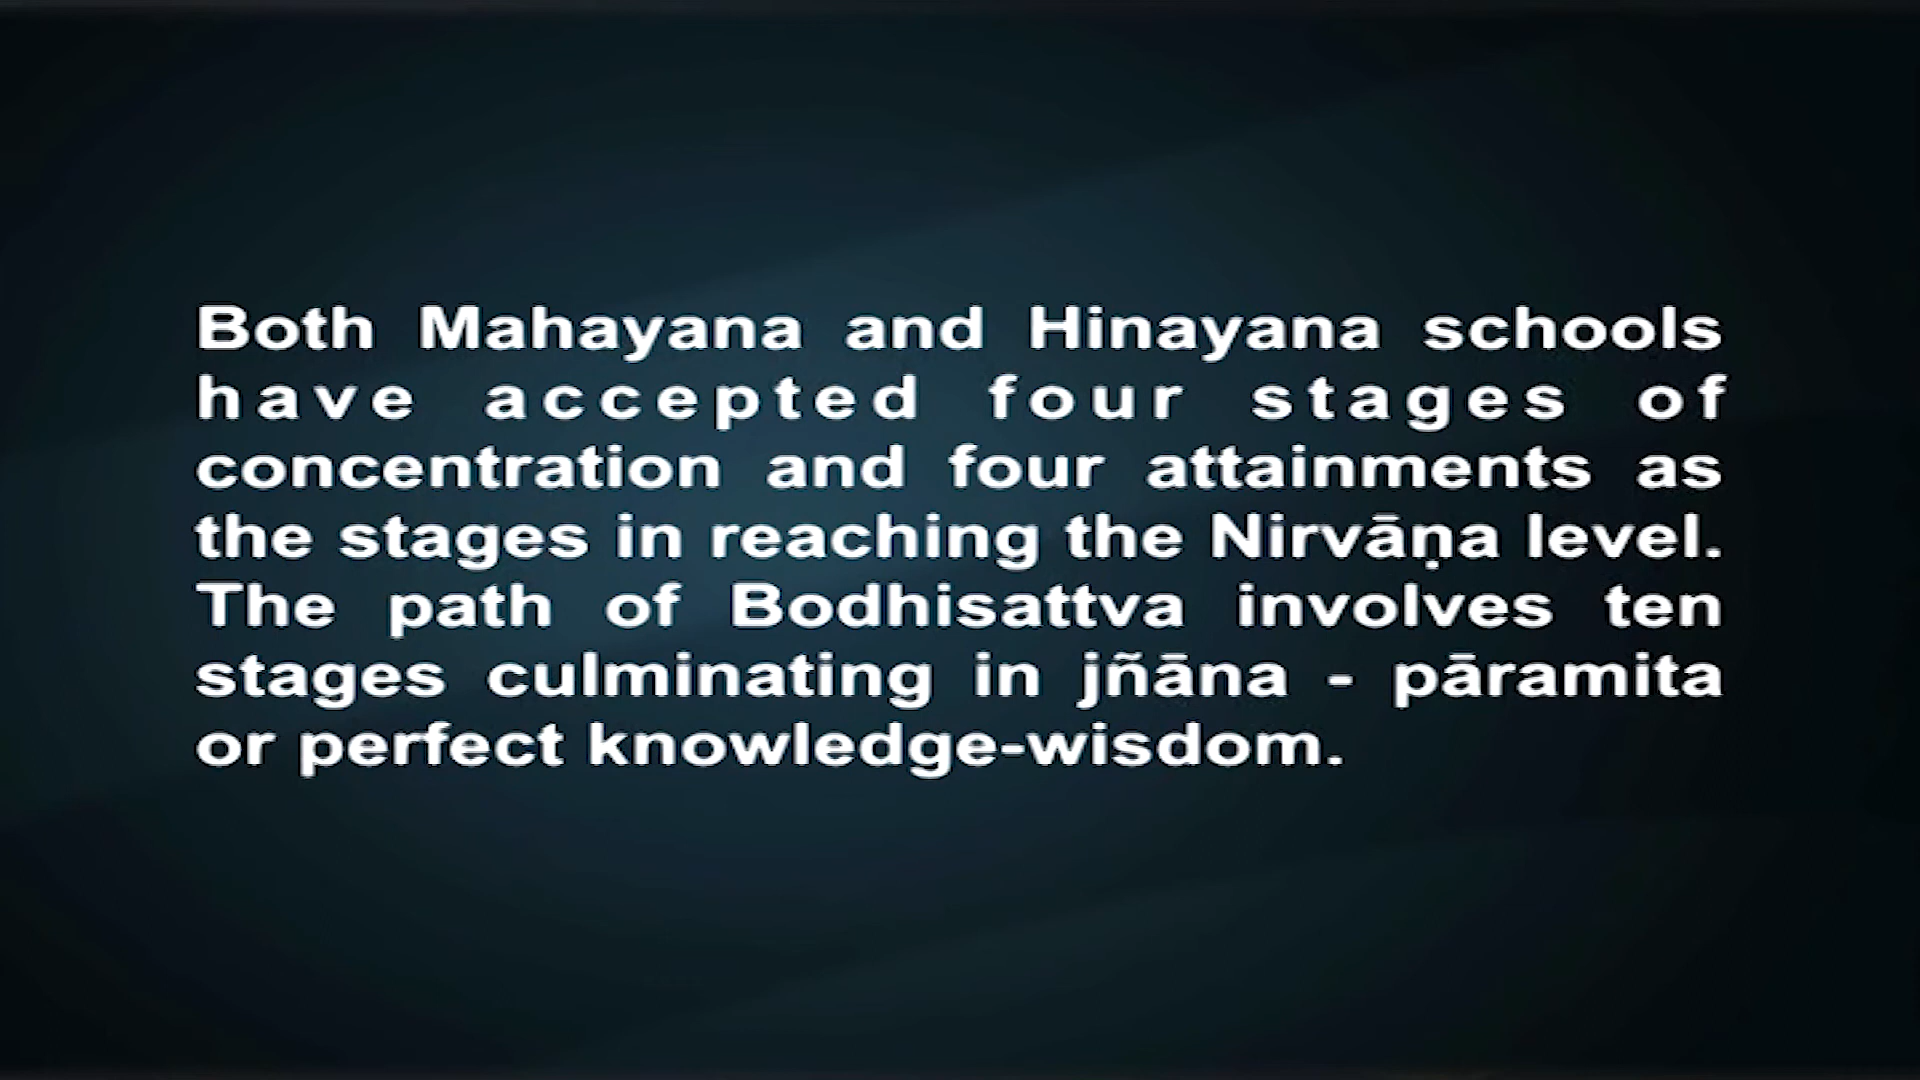 Both Mahayana and Hinayana schools
have accepted four stages of
concentration and four attainments as
the stages in reaching the Nirvāṇa level.
The path of Bodhisattva involves ten
stages culminating in jñāna - pāramita
or perfect knowledge-wisdom.